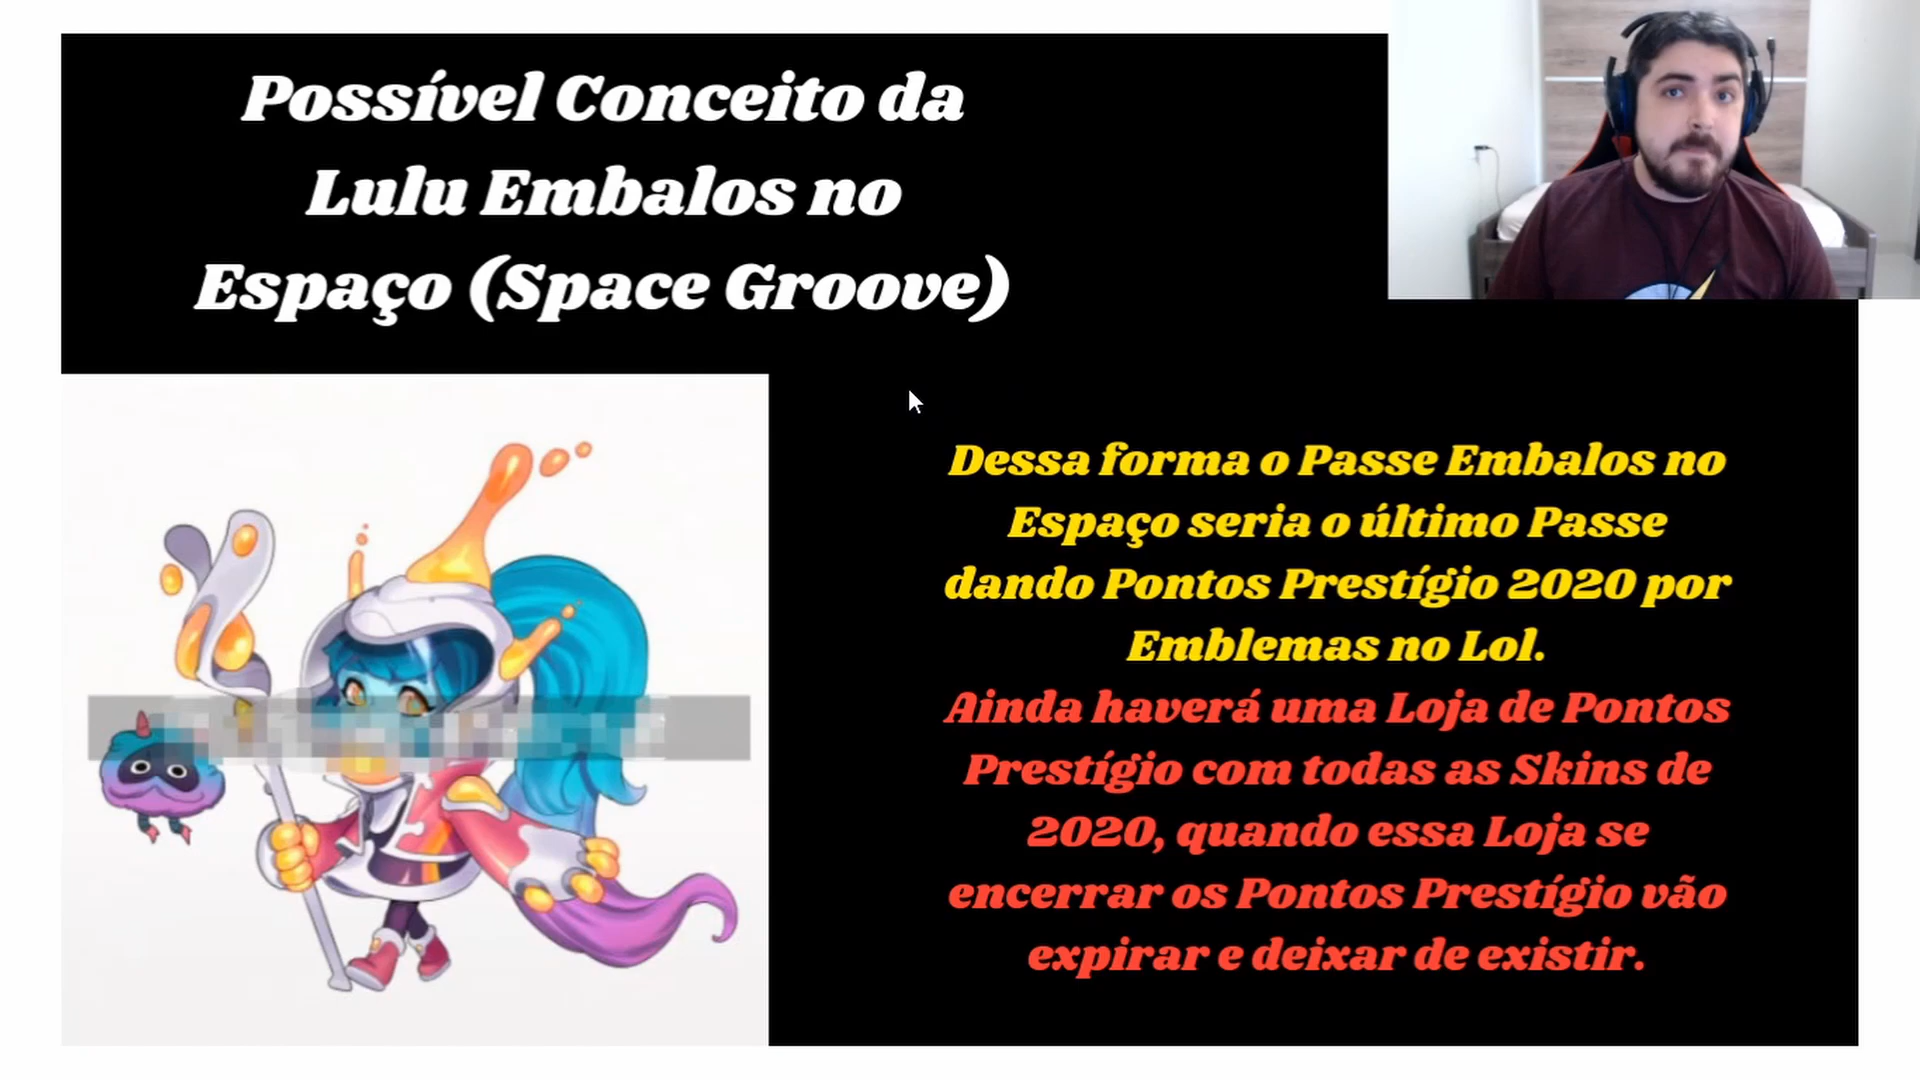 Possível Conceito da
Lulu Embalos no
Espaço (Space Groove)
Dessa forma o Passe Embalos no
Espaço seria o último Passe
dando Pontos Prestígio 2020 por
Emblemas no Lol.
Ainda haverá uma Loja de Pontos
Prestígio com todas as Skins de
2020, quando essa Loja se
encerrar os Pontos Prestígio vão
expirar e deixar de existir.